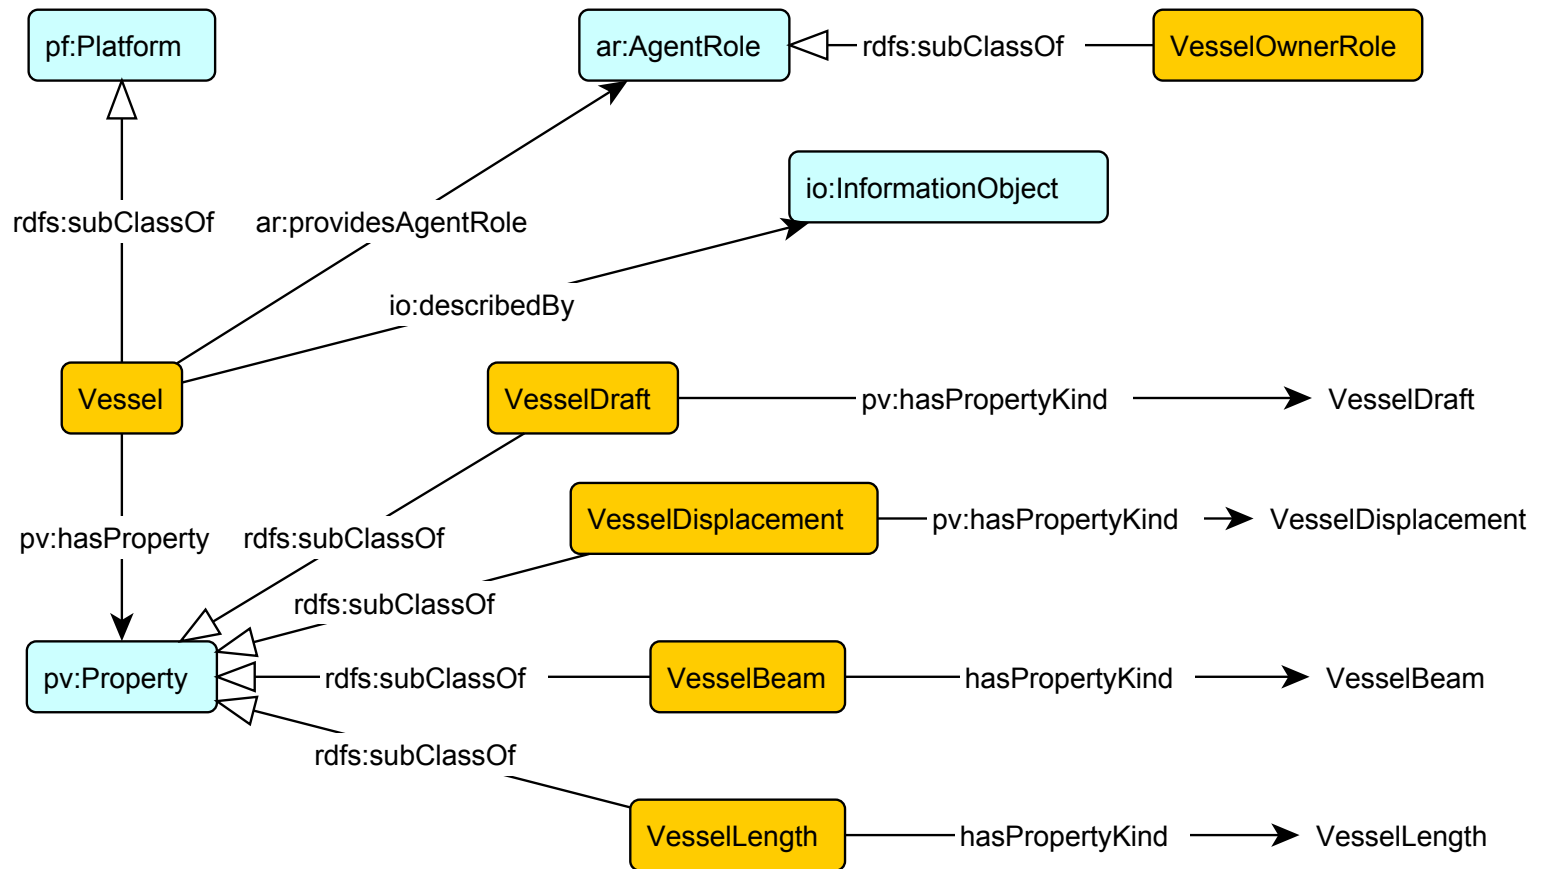 pf:Platform
ar:AgentRole
rdfs:subClassOf
VesselOwnerRole
io:InformationObject
rdfs:subClassOf
ar:providesAgentRole
io:describedBy
Vessel
VesselDraft
pv:hasPropertyKind
VesselDraft
VesselDisplacement
pv:hasPropertyKind
VesselDisplacement
pv:hasProperty
rdfs:subClassOf
rdfs:subClassOf
pv:Property
rdfs:subClassOf
VesselBeam
hasPropertyKind
VesselBeam
rdfs:subClassOf
VesselLength
hasPropertyKind
VesselLength